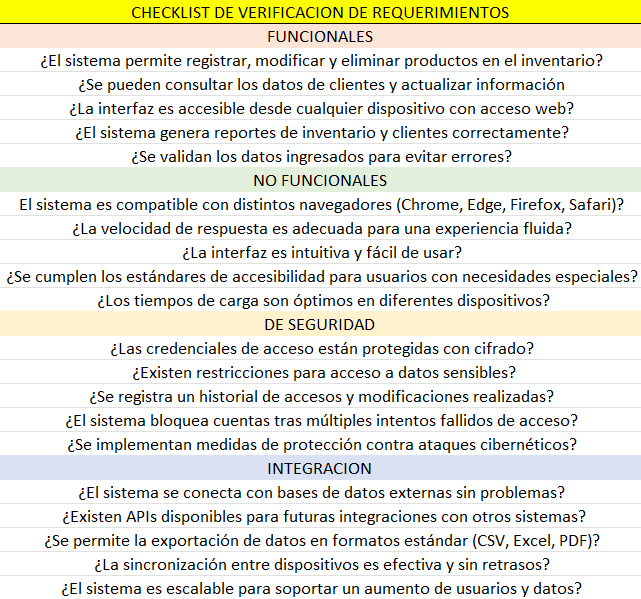 CHECKLIST DE VERIFICACION DE REQUERIMIENTOS
FUNCIONALES
¿El sistema permite registrar, modificar y eliminar productos en el inventario?
¿Se pueden consultar los datos de clientes y actualizar información
¿La interfaz es accesible desde cualquier dispositivo con acceso web?
¿El sistema genera reportes de inventario y clientes correctamente?
¿Se validan los datos ingresados para evitar errores?
NO FUNCIONALES
El sistema es compatible con distintos navegadores (Chrome, Edge, Firefox, Safari)?
¿La velocidad de respuesta es adecuada para una experiencia fluida?
¿La interfaz es intuitiva y fácil de usar?
¿Se cumplen los estándares de accesibilidad para usuarios con necesidades especiales?
¿Los tiempos de carga son óptimos en diferentes dispositivos?
DE SEGURIDAD
¿Las credenciales de acceso están protegidas con cifrado?
¿Existen restricciones para acceso a datos sensibles?
¿Se registra un historial de accesos y modificaciones realizadas?
¿El sistema bloquea cuentas tras múltiples intentos fallidos de acceso?
¿Se implementan medidas de protección contra ataques cibernéticos?
INTEGRACION
¿El sistema se conecta con bases de datos externas sin problemas?
¿Existen APIs disponibles para futuras integraciones con otros sistemas?
¿Se permite la exportación de datos en formatos estándar (CSV, Excel, PDF)?
¿La sincronización entre dispositivos es efectiva y sin retrasos?
¿El sistema es escalable para soportar un aumento de usuarios y datos?